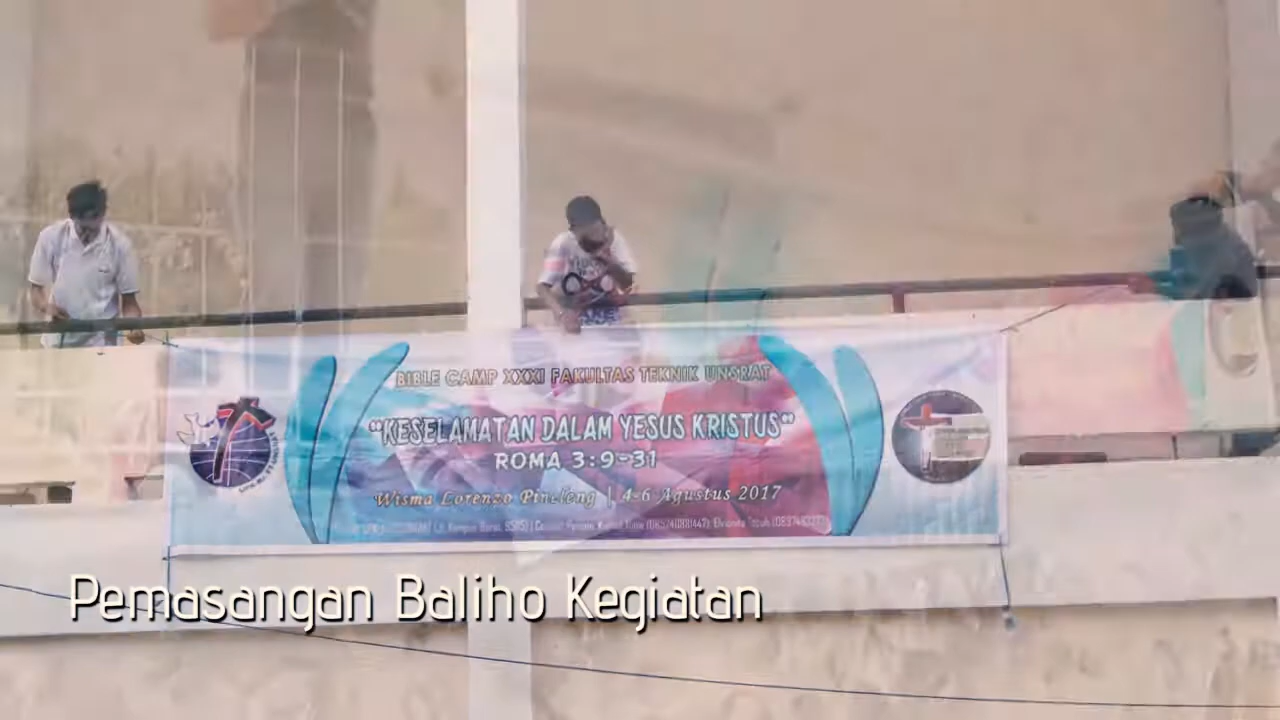 BIBLE CAMP XXXI FAKULTAS TEKNIK UNSRAT
"KESELAMATAN DALAM YESUS KRISTUS"
ROMA 3:9-31
Wisma Lorenzo Pineleng | 4-6 Agustus 2017
Pemasangan Baliho Kegiatan